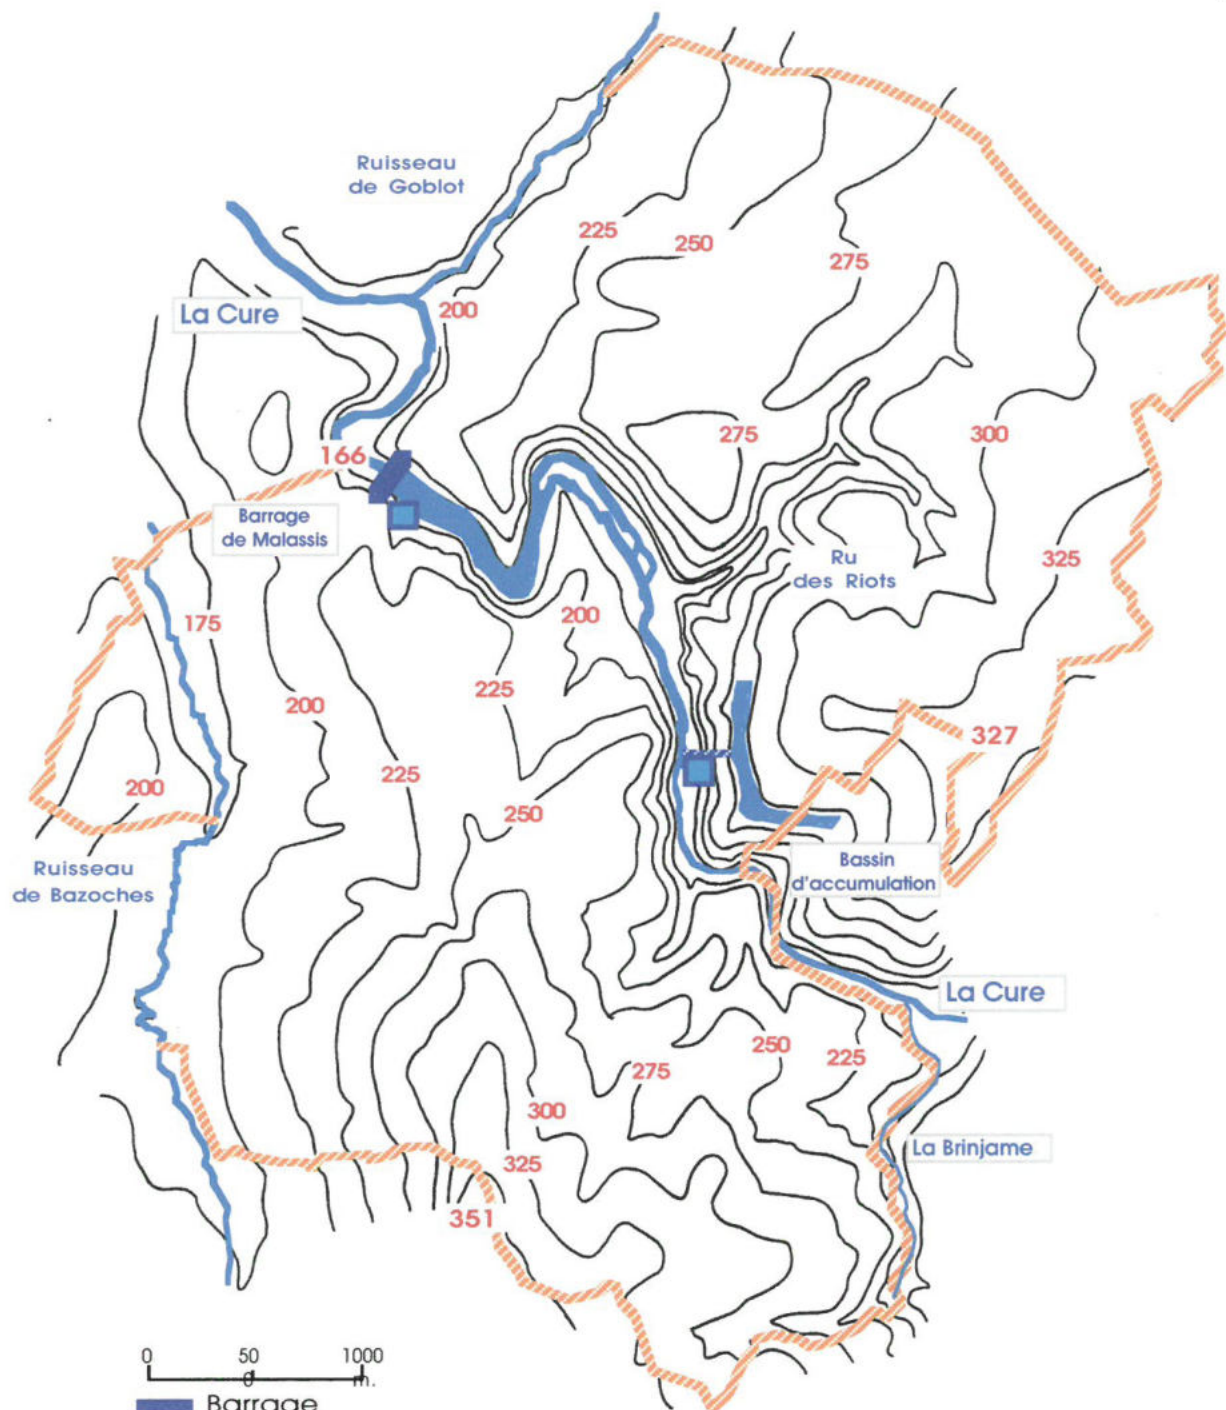 Ruisseau
de Goblot
225
250
275
La Cure
200
275
300
166
Barrage
de Malassis
Ru
des Riots
325
175
200
225
200
327
225
200
250
Ruisseau
de Bazoches
Bassin
d'accumulation
La Cure
250
225
275
300
La Brinjame
325
351
0 50 1000
0 m.
Barrage